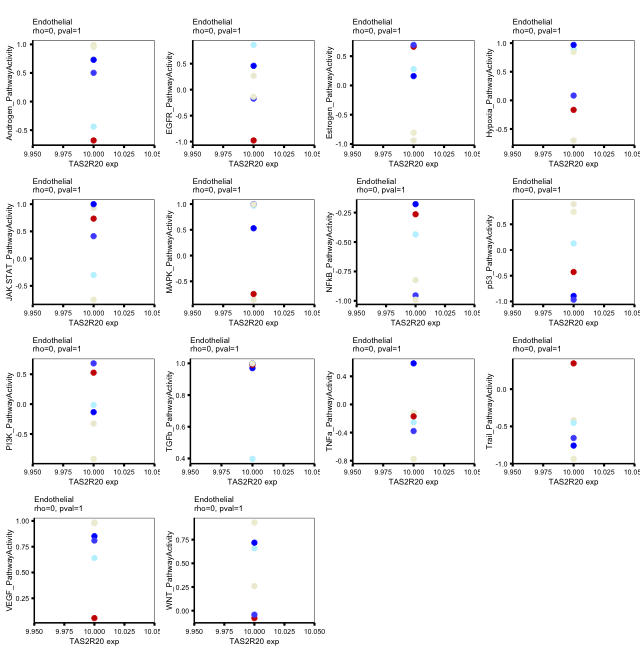 Endothelial
rho=0, pval=1
Androgen_PathwayActivity
1.0
0.5
0.0
-0.5
9.950 9.975 10.000 10.025 10.05
TAS2R20 exp
Endothelial
rho=0, pval=1
EGFR_PathwayActivity
1.0
0.5
0.0
-0.5
-1.0
9.950 9.975 10.000 10.025 10.05
TAS2R20 exp
Endothelial
rho=0, pval=1
Estrogen_PathwayActivity
0.5
0.0
-0.5
-1.0
9.950 9.975 10.000 10.025 10.05
TAS2R20 exp
Endothelial
rho=0, pval=1
Hypoxia_PathwayActivity
1.0
0.5
0.0
-0.5
9.950 9.975 10.000 10.025 10.05
TAS2R20 exp
Endothelial
rho=0, pval=1
JAK.STAT_PathwayActivity
1.0
0.5
0.0
-0.5
9.950 9.975 10.000 10.025 10.05
TAS2R20 exp
Endothelial
rho=0, pval=1
MAPK_PathwayActivity
1.0
0.5
0.0
-0.5
9.950 9.975 10.000 10.025 10.05
TAS2R20 exp
Endothelial
rho=0, pval=1
NFkB_PathwayActivity
-0.25
-0.50
-0.75
-1.00
9.950 9.975 10.000 10.025 10.05
TAS2R20 exp
Endothelial
rho=0, pval=1
p53_PathwayActivity
0.5
0.0
-0.5
-1.0
9.950 9.975 10.000 10.025 10.05
TAS2R20 exp
Endothelial
rho=0, pval=1
PI3K_PathwayActivity
0.5
0.0
-0.5
9.950 9.975 10.000 10.025 10.05
TAS2R20 exp
Endothelial
rho=0, pval=1
TGFb_PathwayActivity
1.0
0.8
0.6
0.4
9.950 9.975 10.000 10.025 10.05
TAS2R20 exp
Endothelial
rho=0, pval=1
TNFa_PathwayActivity
0.4
0.0
-0.4
-0.8
9.950 9.975 10.000 10.025 10.05
TAS2R20 exp
Endothelial
rho=0, pval=1
Trail_PathwayActivity
0.0
-0.5
-1.0
9.950 9.975 10.000 10.025 10.05
TAS2R20 exp
Endothelial
rho=0, pval=1
VEGF_PathwayActivity
1.00
0.75
0.50
0.25
9.950 9.975 10.000 10.025 10.05
TAS2R20 exp
Endothelial
rho=0, pval=1
WNT_PathwayActivity
0.75
0.50
0.25
0.00
9.950 9.975 10.000 10.025 10.050
TAS2R20 exp